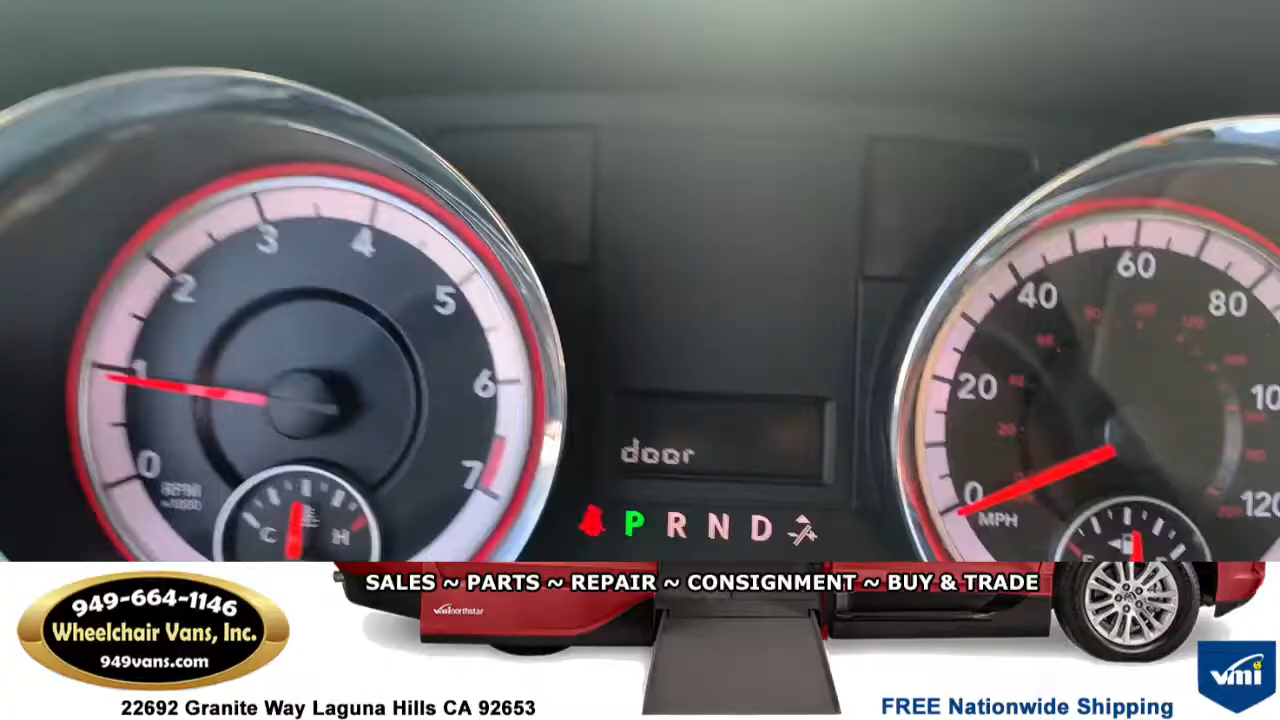 3 4
2 5
1 6
0 7
C H
door
P R N D
60
40 80
20
0 120
MPH
SALES ~ PARTS ~ REPAIR ~ CONSIGNMENT ~ BUY & TRADE
949-664-1146
Wheelchair Vans, Inc.
949vans.com
vmi northstar
22692 Granite Way Laguna Hills CA 92653
FREE Nationwide Shipping
vmi